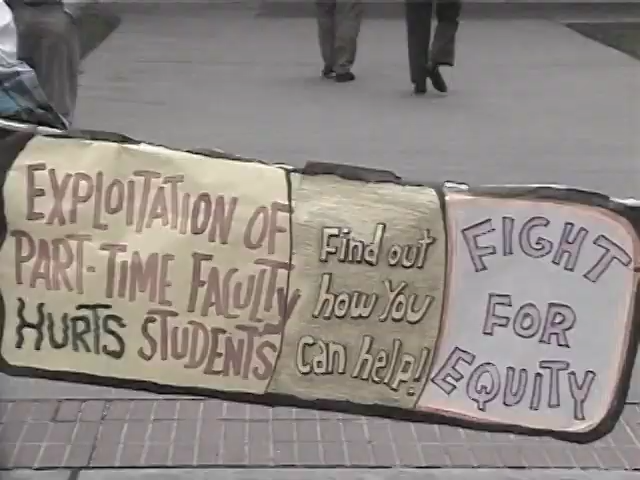 EXPLOITATION OF
PART-TIME FACULTY
HURTS STUDENTS
Find out
how You
can help!
FIGHT
FOR
EQUITY